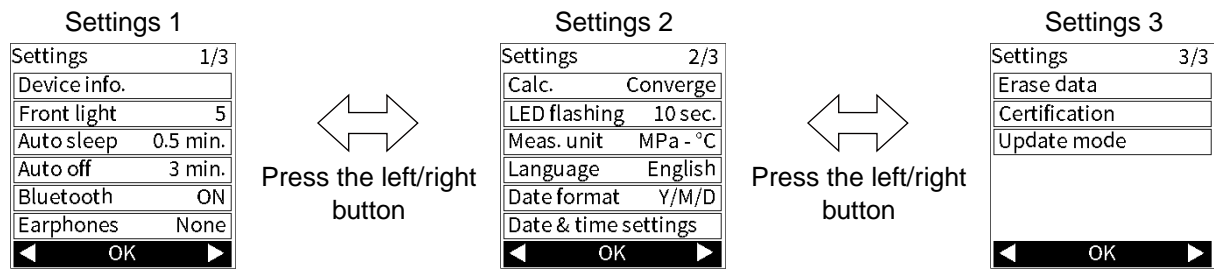 Settings 1
Settings 1/3
Device info.
Front light 5
Auto sleep 0.5 min.
Auto off 3 min.
Bluetooth ON
Earphones None
OK
Press the left/right
button
Settings 2
Settings 2/3
Calc. Converge
LED flashing 10 sec.
Meas. unit MPa - °C
Language English
Date format Y/M/D
Date & time settings
OK
Press the left/right
button
Settings 3
Settings 3/3
Erase data
Certification
Update mode
OK